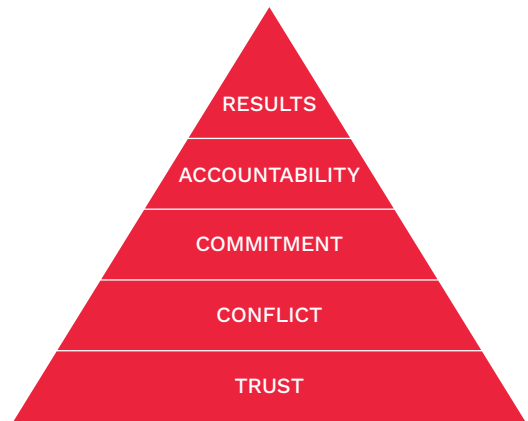 RESULTS
ACCOUNTABILITY
COMMITMENT
CONFLICT
TRUST